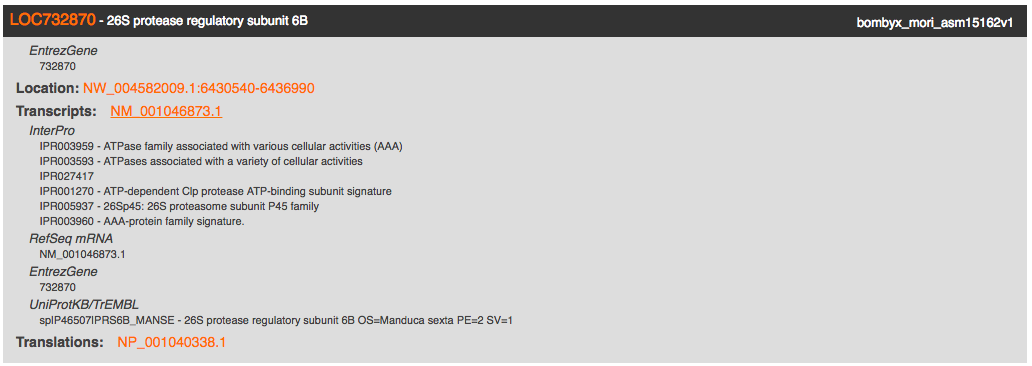 LOC732870 - 26S protease regulatory subunit 6B bombyx_mori_asm15162v1
EntrezGene
732870
Location: NW_004582009.1:6430540-6436990
Transcripts: NM_001046873.1
InterPro
IPR003959 - ATPase family associated with various cellular activities (AAA)
IPR003593 - ATPases associated with a variety of cellular activities
IPR027417
IPR001270 - ATP-dependent Clp protease ATP-binding subunit signature
IPR005937 - 26Sp45: 26S proteasome subunit P45 family
IPR003960 - AAA-protein family signature.
RefSeq mRNA
NM_001046873.1
EntrezGene
732870
UniProtKB/TrEMBL
sp|P46507|PRS6B_MANSE - 26S protease regulatory subunit 6B OS=Manduca sexta PE=2 SV=1
Translations: NP_001040338.1